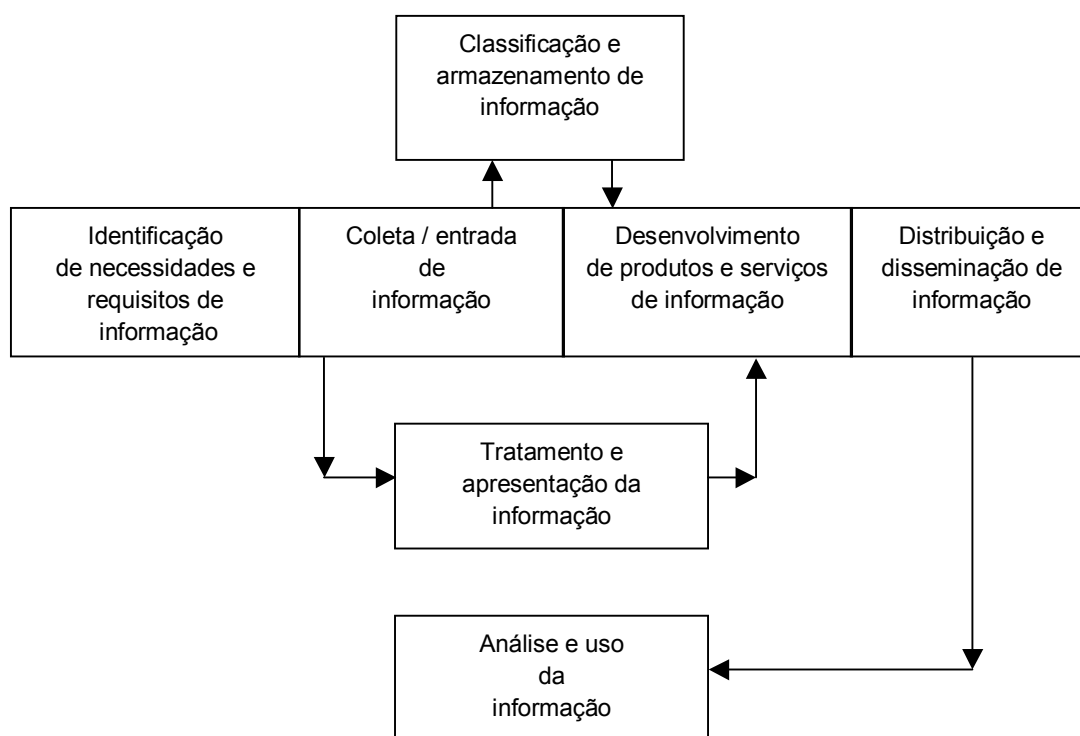 Classificação e
armazenamento de
informação
Identificação
de necessidades e
requisitos de
informação
Coleta / entrada
de
informação
Desenvolvimento
de produtos e serviços
de informação
Distribuição e
disseminação de
informação
Tratamento e
apresentação da
informação
Análise e uso
da
informação